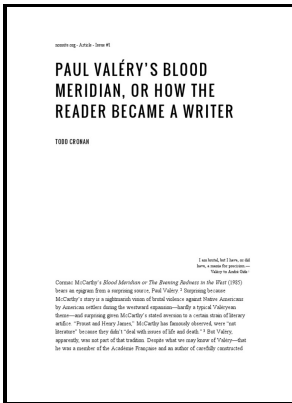 nonsite.org - Article - Issue #1
PAUL VALÉRY'S BLOOD
MERIDIAN, OR HOW THE
READER BECAME A WRITER
TODD CRONAN
I am brutal, but I have, or did
have, a mania for precision.—
Valéry to André Gide
Cormac McCarthy's Blood Meridian or The Evening Redness in the West (1985)
bears an epigram from a surprising source, Paul Valéry. Surprising because
McCarthy's story is a nightmarish vision of brutal violence against Native Americans
by American settlers during the westward expansion—hardly a typical Valéryean
theme—and surprising given McCarthy's stated aversion to a certain strain of literary
artifice. "Proust and Henry James," McCarthy has famously observed, were "not
literature" because they didn't "deal with issues of life and death." But Valéry,
apparently, was not part of that tradition. Despite what we may know of Valéry—that
he was a member of the Académie Française and an author of carefully constructed